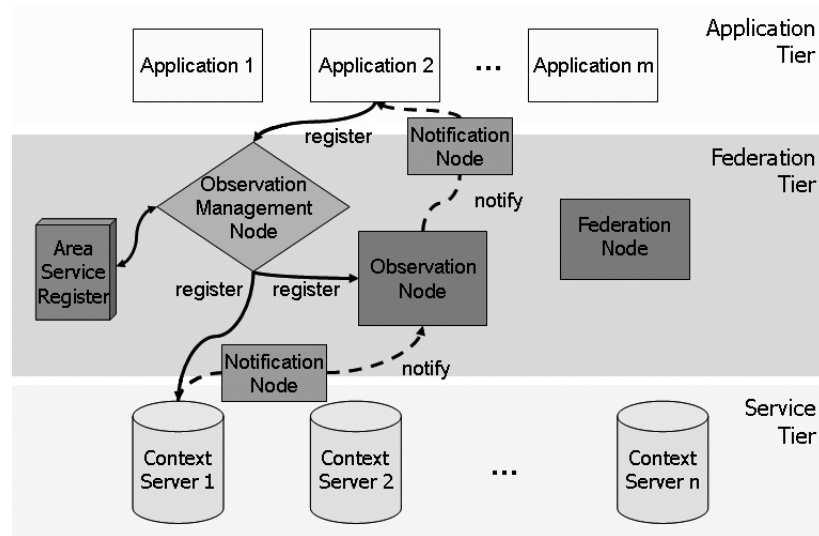 Application
Tier
Application 1
Application 2
...
Application m
register
Notification
Node
Federation
Tier
Observation
Management
Node
notify
Federation
Node
Area
Service
Register
Observation
Node
register
register
Notification
Node
notify
Service
Tier
Context
Server 1
Context
Server 2
...
Context
Server n